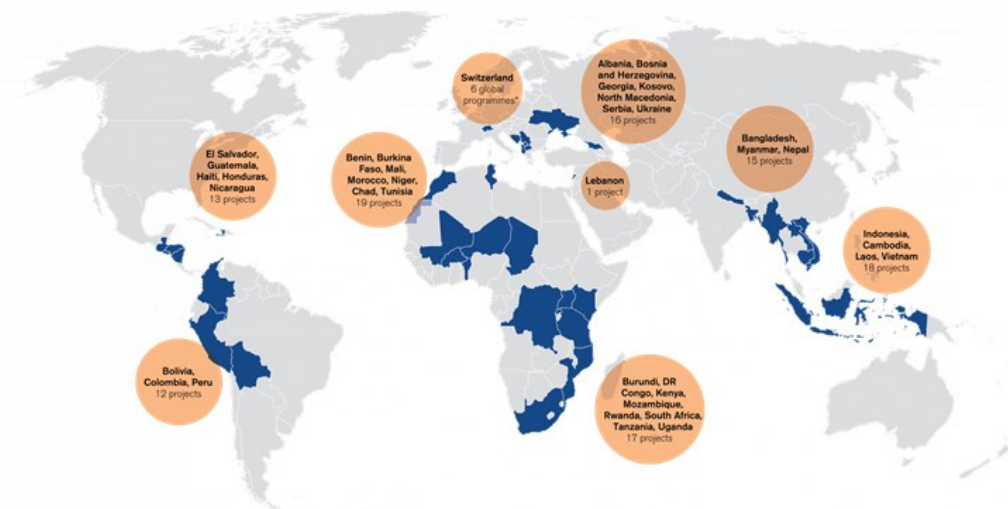 Switzerland
6 global
programmes*
Albania, Bosnia
and Herzegovina,
Georgia, Kosovo,
North Macedonia,
Serbia, Ukraine
16 projects
Bangladesh,
Myanmar, Nepal
15 projects
El Salvador,
Guatemala,
Haiti, Honduras,
Nicaragua
13 projects
Benin, Burkina
Faso, Mali,
Morocco, Niger,
Chad, Tunisia
19 projects
Lebanon
1 project
Indonesia,
Cambodia,
Laos, Vietnam
18 projects
Bolivia,
Colombia, Peru
12 projects
Burundi, DR
Congo, Kenya,
Mozambique,
Rwanda, South Africa,
Tanzania, Uganda
17 projects